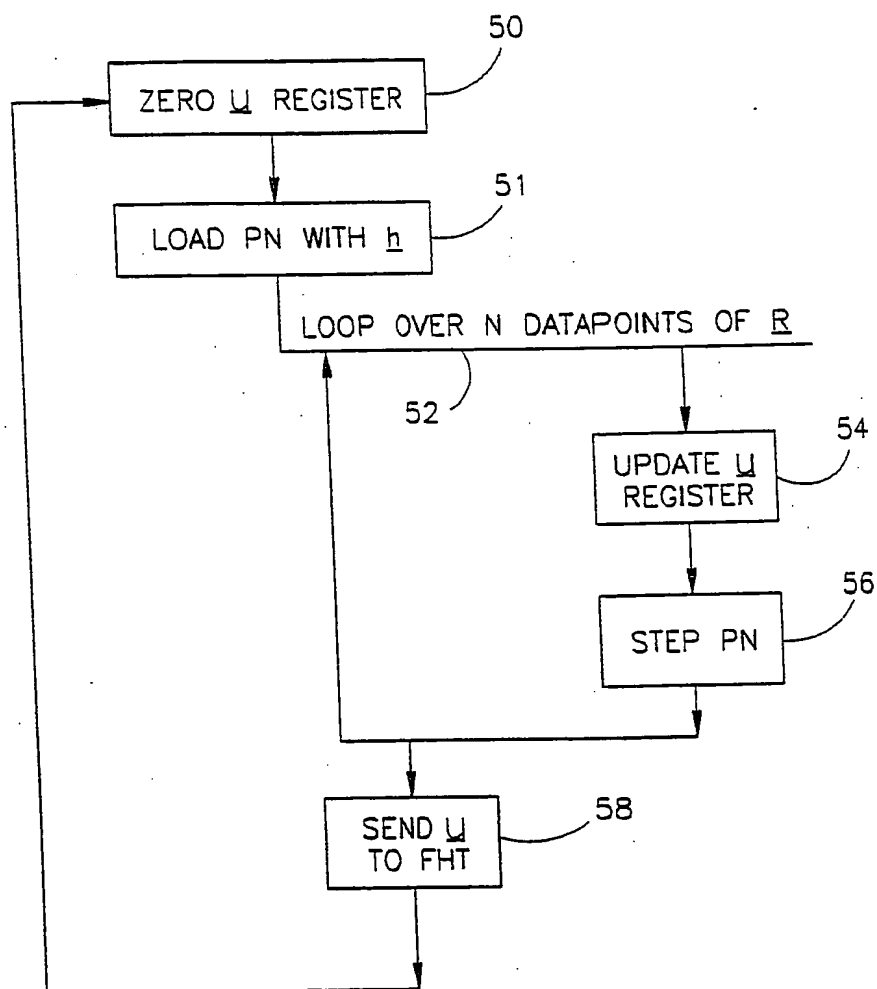 50
ZERO U REGISTER
51
LOAD PN WITH h
LOOP OVER N DATAPOINTS OF R
52
54
UPDATE U
REGISTER
56
STEP PN
58
SEND U
TO FHT